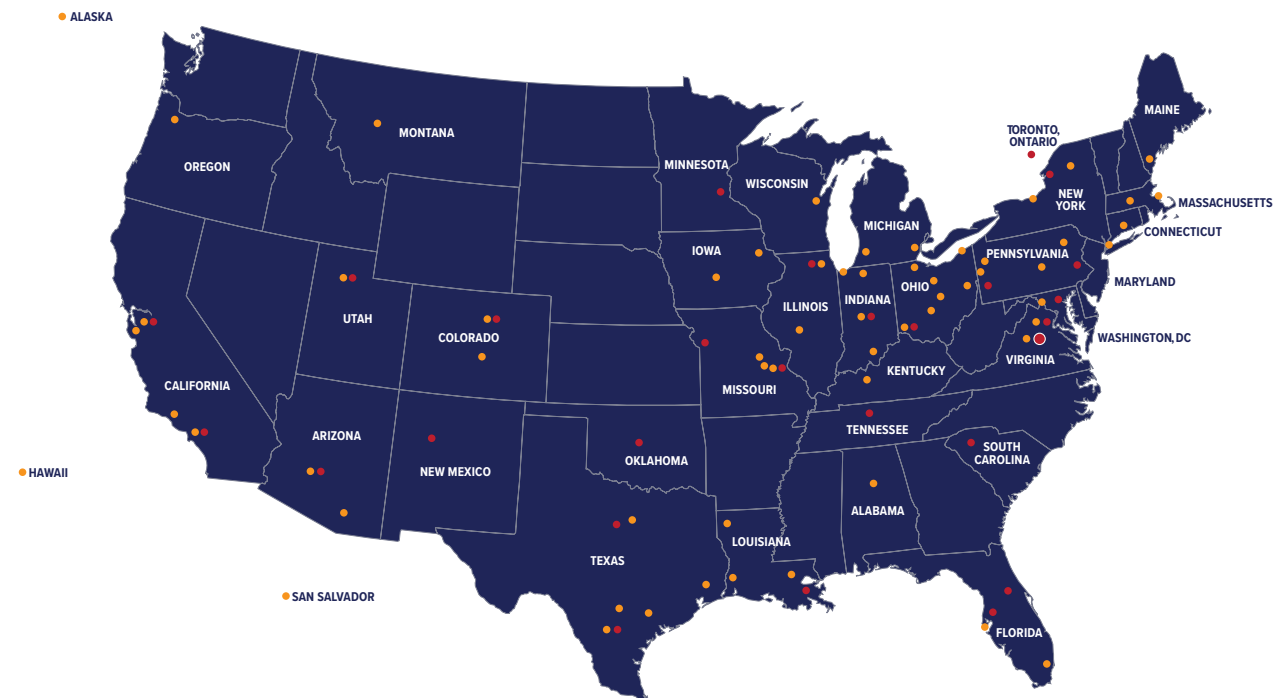 ALASKA
MAINE
TORONTO,
ONTARIO
MONTANA
OREGON
MINNESOTA
WISCONSIN
NEW
YORK
MASSACHUSETTS
MICHIGAN
CONNECTICUT
IOWA
PENNSYLVANIA
MARYLAND
OHIO
INDIANA
ILLINOIS
UTAH
COLORADO
WASHINGTON, DC
VIRGINIA
KENTUCKY
CALIFORNIA
MISSOURI
TENNESSEE
ARIZONA
SOUTH
CAROLINA
OKLAHOMA
NEW MEXICO
HAWAII
ALABAMA
LOUISIANA
TEXAS
SAN SALVADOR
FLORIDA